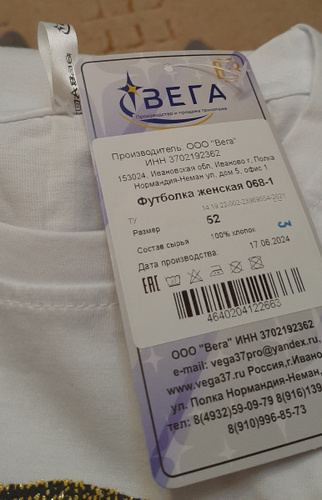 ВЕГА
Производство и продажа трикотажа
Производитель: ООО "Вега"
ИНН 3702192362
153024, Ивановская обл, Иваново г, Полка
Нормандия-Неман ул, дом 5, офис 1
Футболка женская 068-1
ТУ
Размер 52
Состав сырья 100% хлопок
Дата производства: 17.06.2024
EAC
4640204122663
ООО "Вега" ИНН 3702192362
e-mail: vega37pro@yandex.ru,
www.vega37.ru Россия,г.Ивано
ул. Полка Нормандия-Неман,
тел: 8(4932)59-09-79 8(916)139
8(910)996-85-73